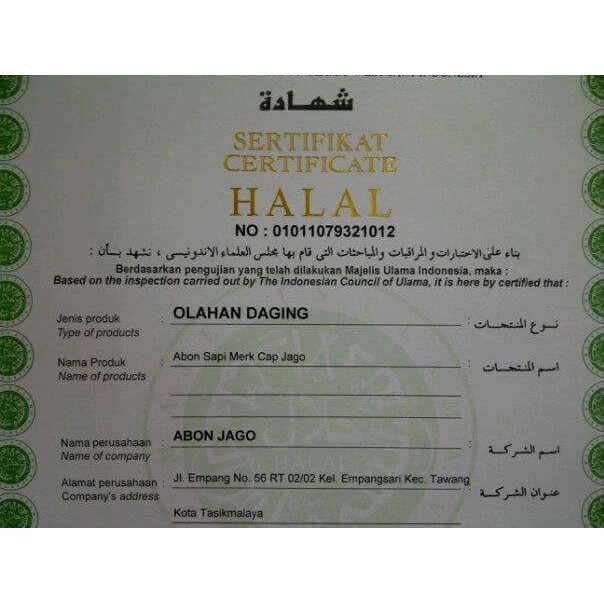 شهادة
SERTIFIKAT
CERTIFICATE
HALAL
NO : 01011079321012
بناء على الاختبارات و المراقبات والمباحثات التي قام بها مجلس العلماء الاندونيسى ، نشهد بأن :
Berdasarkan pengujian yang telah dilakukan Majelis Ulama Indonesia, maka :
Based on the inspection carried out by The Indonesian Council of Ulama, it is here by certified that :
Jenis produk : OLAHAN DAGING : نوع المنتجات
Type of products
Nama Produk : Abon Sapi Merk Cap Jago : اسم المنتجات
Name of products
Nama perusahaan : ABON JAGO : اسم الشركة
Name of company
Alamat perusahaan : Jl. Empang No. 56 RT 02/02 Kel. Empangsari Kec. Tawang : عنوان الشركة
Company's address
Kota Tasikmalaya